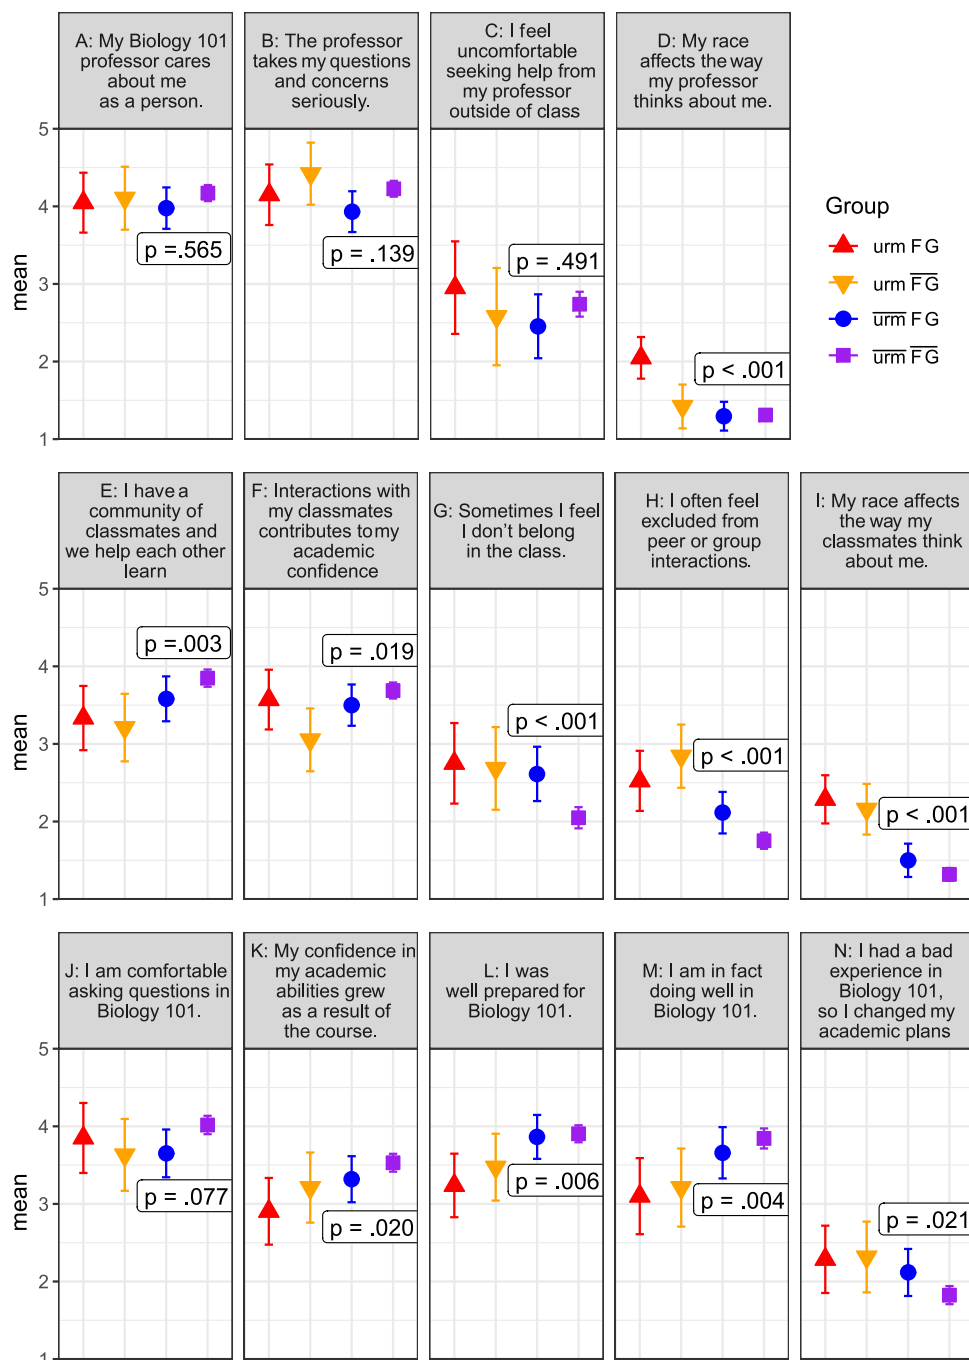 A: My Biology 101
professor cares
about me
as a person.
B: The professor
takes my questions
and concerns
seriously.
C: I feel
uncomfortable
seeking help from
my professor
outside of class
D: My race
affects the way
my professor
thinks about me.
5
4
3
2
1
mean
p =.565
p = .139
p = .491
p < .001
Group
urm FG
urm F̅G̅
u̅r̅m̅ FG
u̅r̅m̅ F̅G̅
E: I have a
community of
classmates and
we help each other
learn
F: Interactions with
my classmates
contributes to my
academic
confidence
G: Sometimes I feel
I don't belong
in the class.
H: I often feel
excluded from
peer or group
interactions.
I: My race affects
the way my
classmates think
about me.
5
4
3
2
1
mean
p =.003
p = .019
p < .001
p < .001
p < .001
J: I am comfortable
asking questions in
Biology 101.
K: My confidence in
my academic
abilities grew
as a result of
the course.
L: I was
well prepared for
Biology 101.
M: I am in fact
doing well in
Biology 101.
N: I had a bad
experience in
Biology 101,
so I changed my
academic plans
5
4
3
2
1
mean
p = .077
p = .020
p = .006
p = .004
p = .021